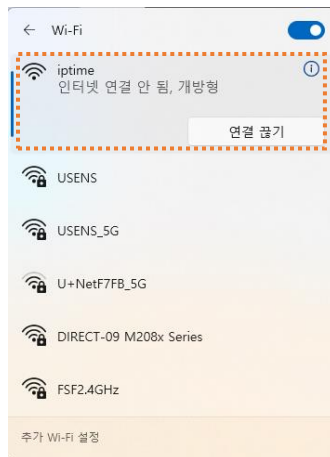 Wi-Fi
iptime
인터넷 연결 안 됨, 개방형
연결 끊기
USENS
USENS_5G
U+NetF7FB_5G
DIRECT-09 M208x Series
FSF2.4GHz
추가 Wi-Fi 설정